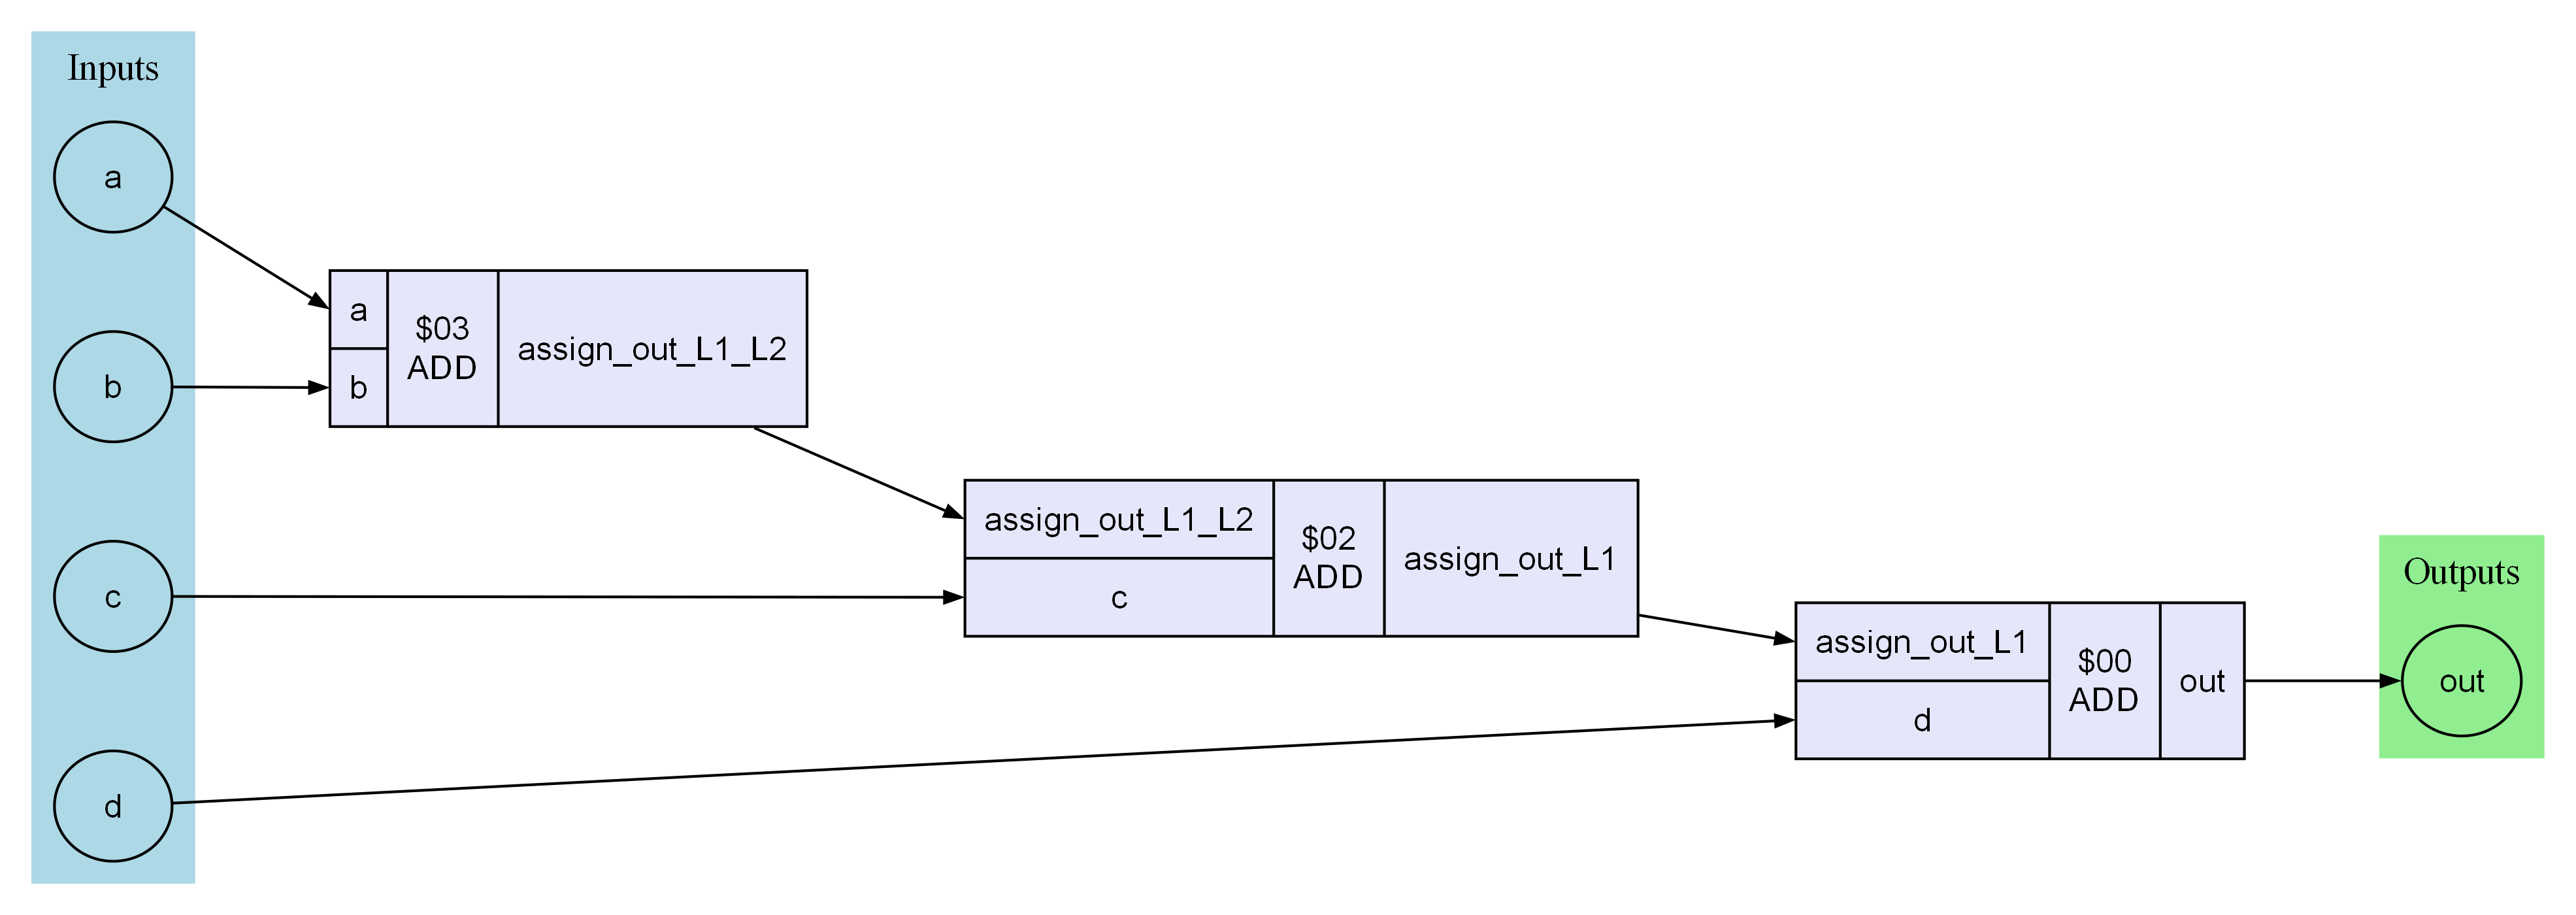 Inputs
a
b
c
d
a
b
$03
ADD
assign_out_L1_L2
assign_out_L1_L2
c
$02
ADD
assign_out_L1
assign_out_L1
d
$00
ADD
out
Outputs
out